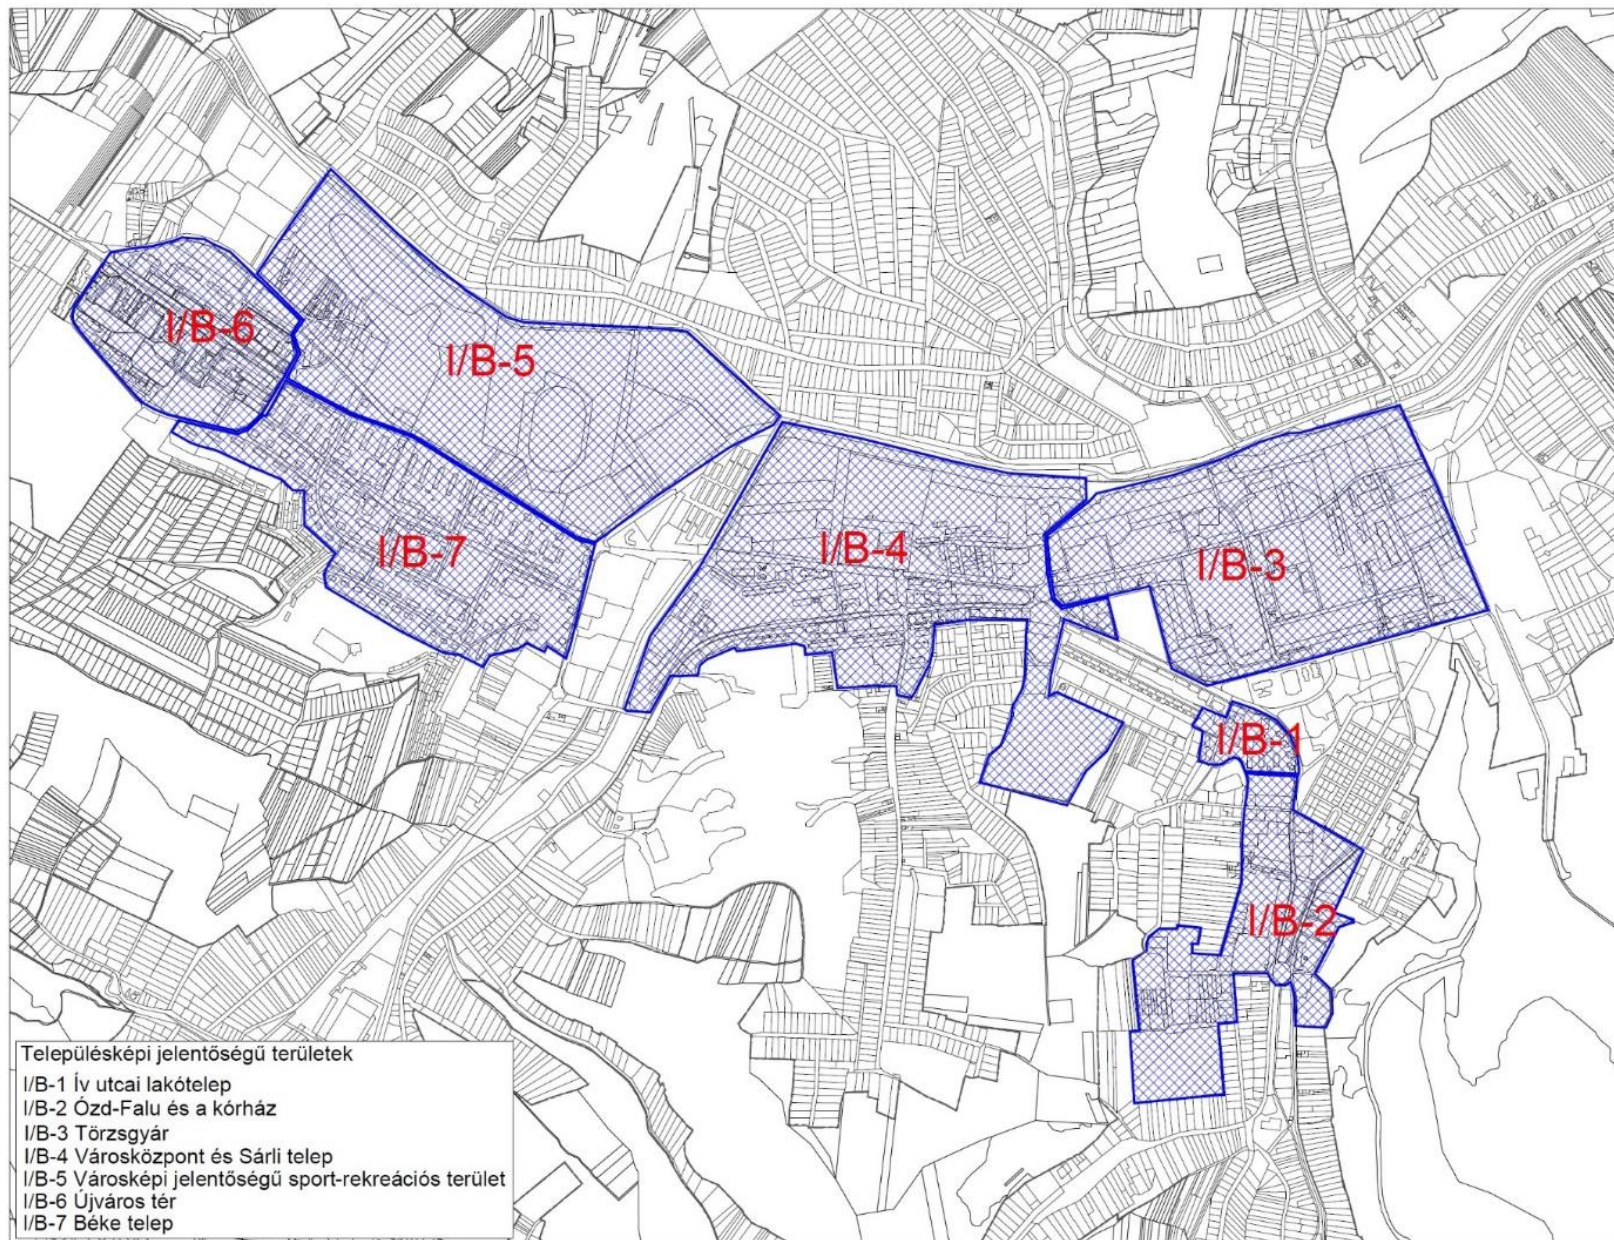 I/B-6
I/B-5
I/B-7
I/B-4
I/B-3
I/B-1
I/B-2
Településképi jelentőségű területek
I/B-1 Ív utcai lakótelep
I/B-2 Ózd-Falu és a kórház
I/B-3 Törzsgyár
I/B-4 Városközpont és Sárli telep
I/B-5 Városképi jelentőségű sport-rekreációs terület
I/B-6 Újváros tér
I/B-7 Béke telep